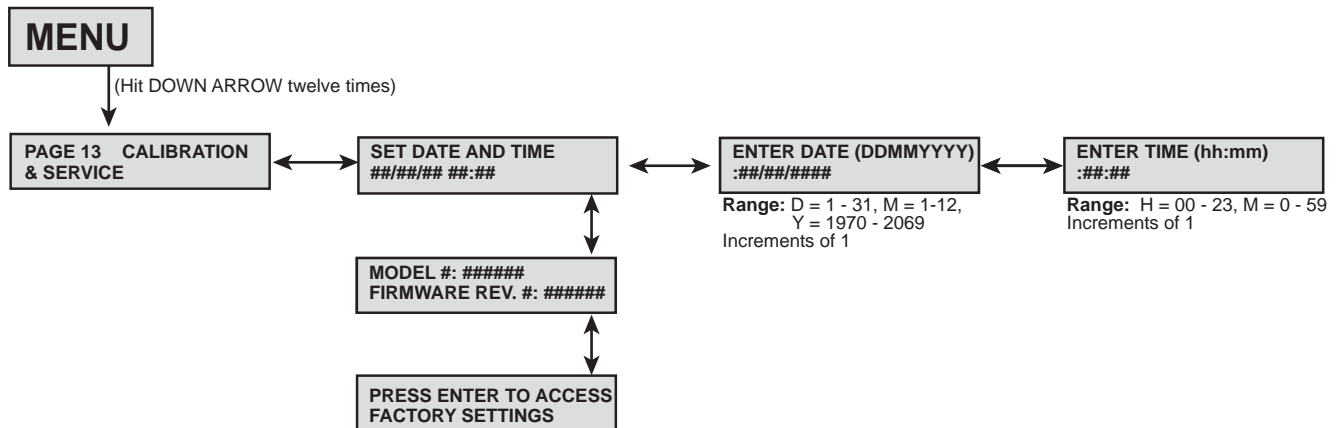 MENU
(Hit DOWN ARROW twelve times)
PAGE 13 CALIBRATION
& SERVICE
SET DATE AND TIME
##/##/## ##:##
ENTER DATE (DDMMYYYY)
:##/##/####
Range: D = 1 - 31, M = 1-12,
Y = 1970 - 2069
Increments of 1
ENTER TIME (hh:mm)
:##:##
Range: H = 00 - 23, M = 0 - 59
Increments of 1
MODEL #: ######
FIRMWARE REV. #: ######
PRESS ENTER TO ACCESS
FACTORY SETTINGS